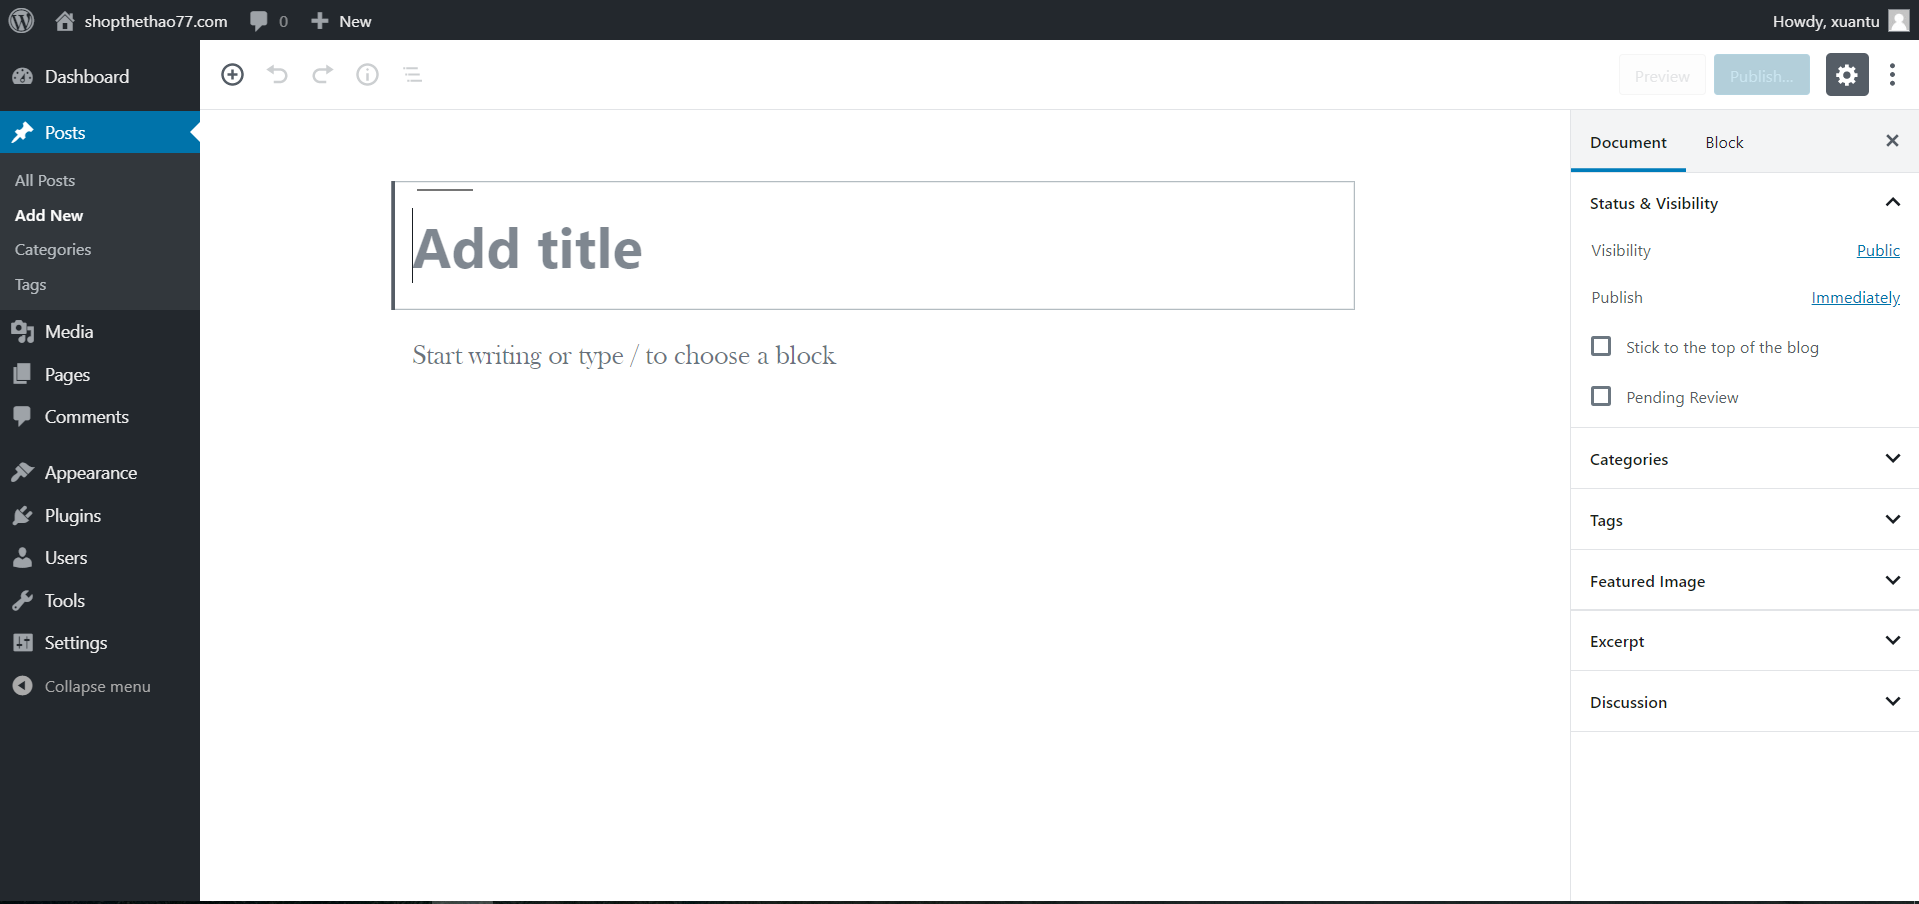 shopthethao77.com 0 New Howdy, xuantu
Dashboard
Posts
All Posts
Add New
Categories
Tags
Media
Pages
Comments
Appearance
Plugins
Users
Tools
Settings
Collapse menu
Preview Publish...
Add title
Start writing or type / to choose a block
Document Block
Status & Visibility
Visibility Public
Publish Immediately
Stick to the top of the blog
Pending Review
Categories
Tags
Featured Image
Excerpt
Discussion